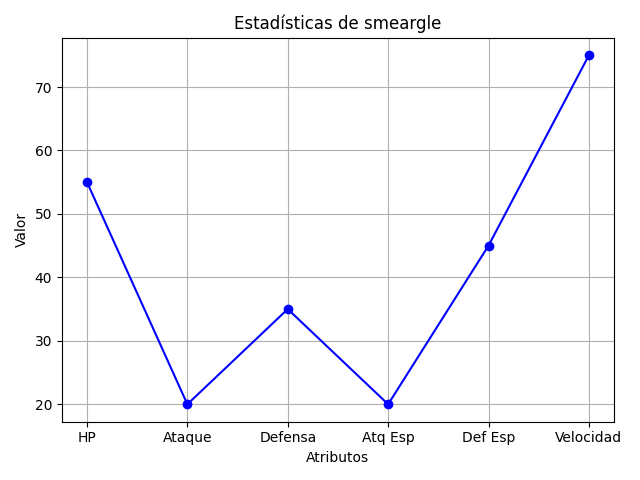 Estadísticas de smeargle
Valor
70
60
50
40
30
20
HP Ataque Defensa Atq Esp Def Esp Velocidad
Atributos